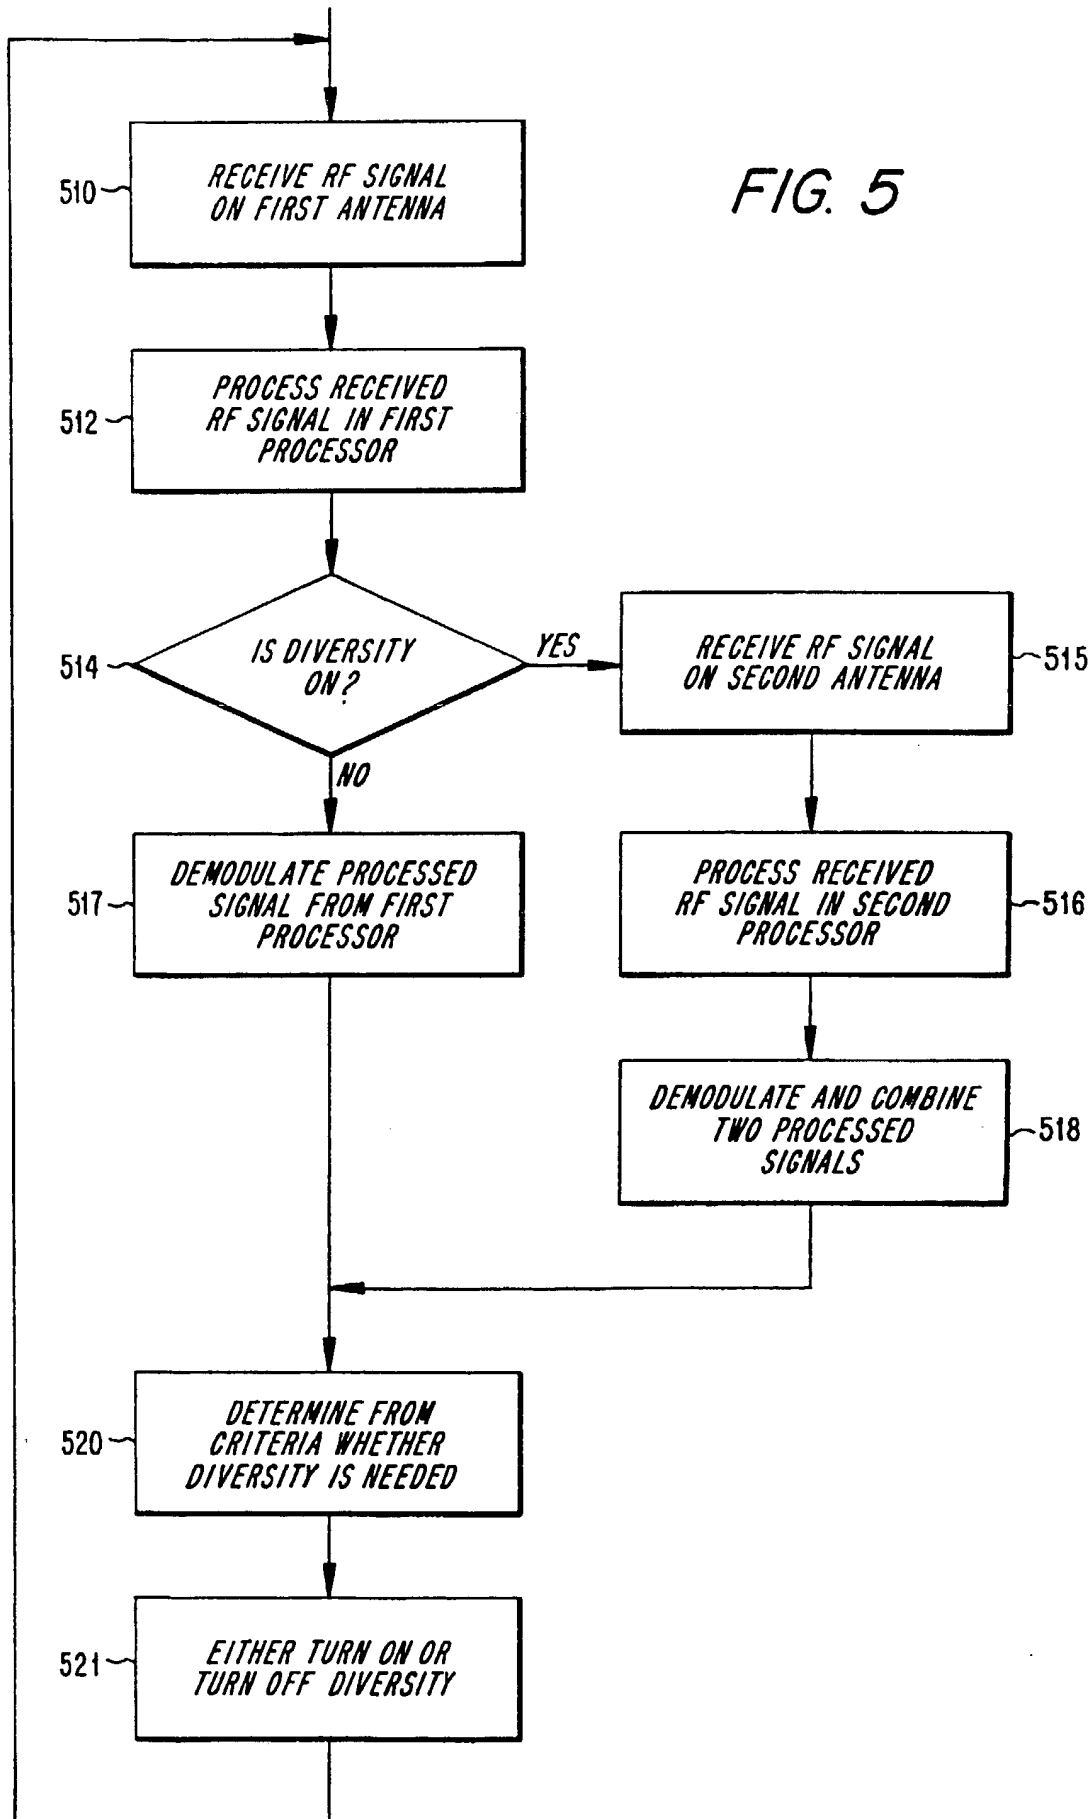 FIG. 5
510
RECEIVE RF SIGNAL
ON FIRST ANTENNA
512
PROCESS RECEIVED
RF SIGNAL IN FIRST
PROCESSOR
514
IS DIVERSITY
ON?
YES
NO
RECEIVE RF SIGNAL
ON SECOND ANTENNA
515
517
DEMODULATE PROCESSED
SIGNAL FROM FIRST
PROCESSOR
PROCESS RECEIVED
RF SIGNAL IN SECOND
PROCESSOR
516
DEMODULATE AND COMBINE
TWO PROCESSED
SIGNALS
518
520
DETERMINE FROM
CRITERIA WHETHER
DIVERSITY IS NEEDED
521
EITHER TURN ON OR
TURN OFF DIVERSITY